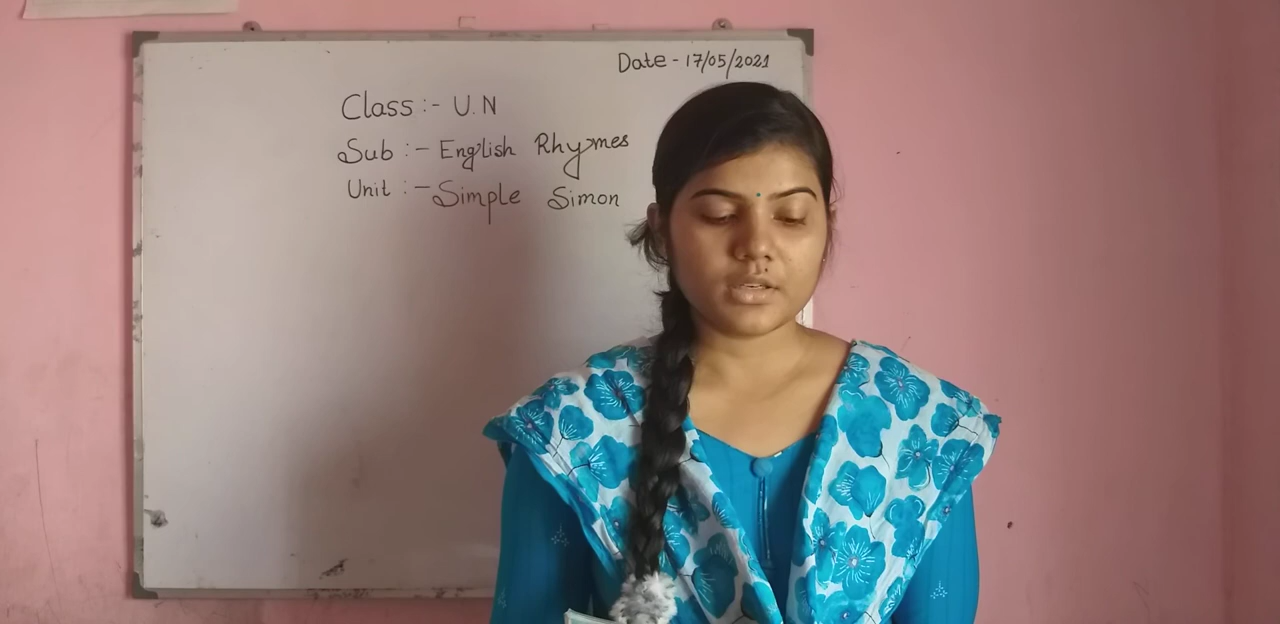 Date - 17/05/2021
Class :- U.N
Sub :- English Rhymes
Unit :- Simple Simon